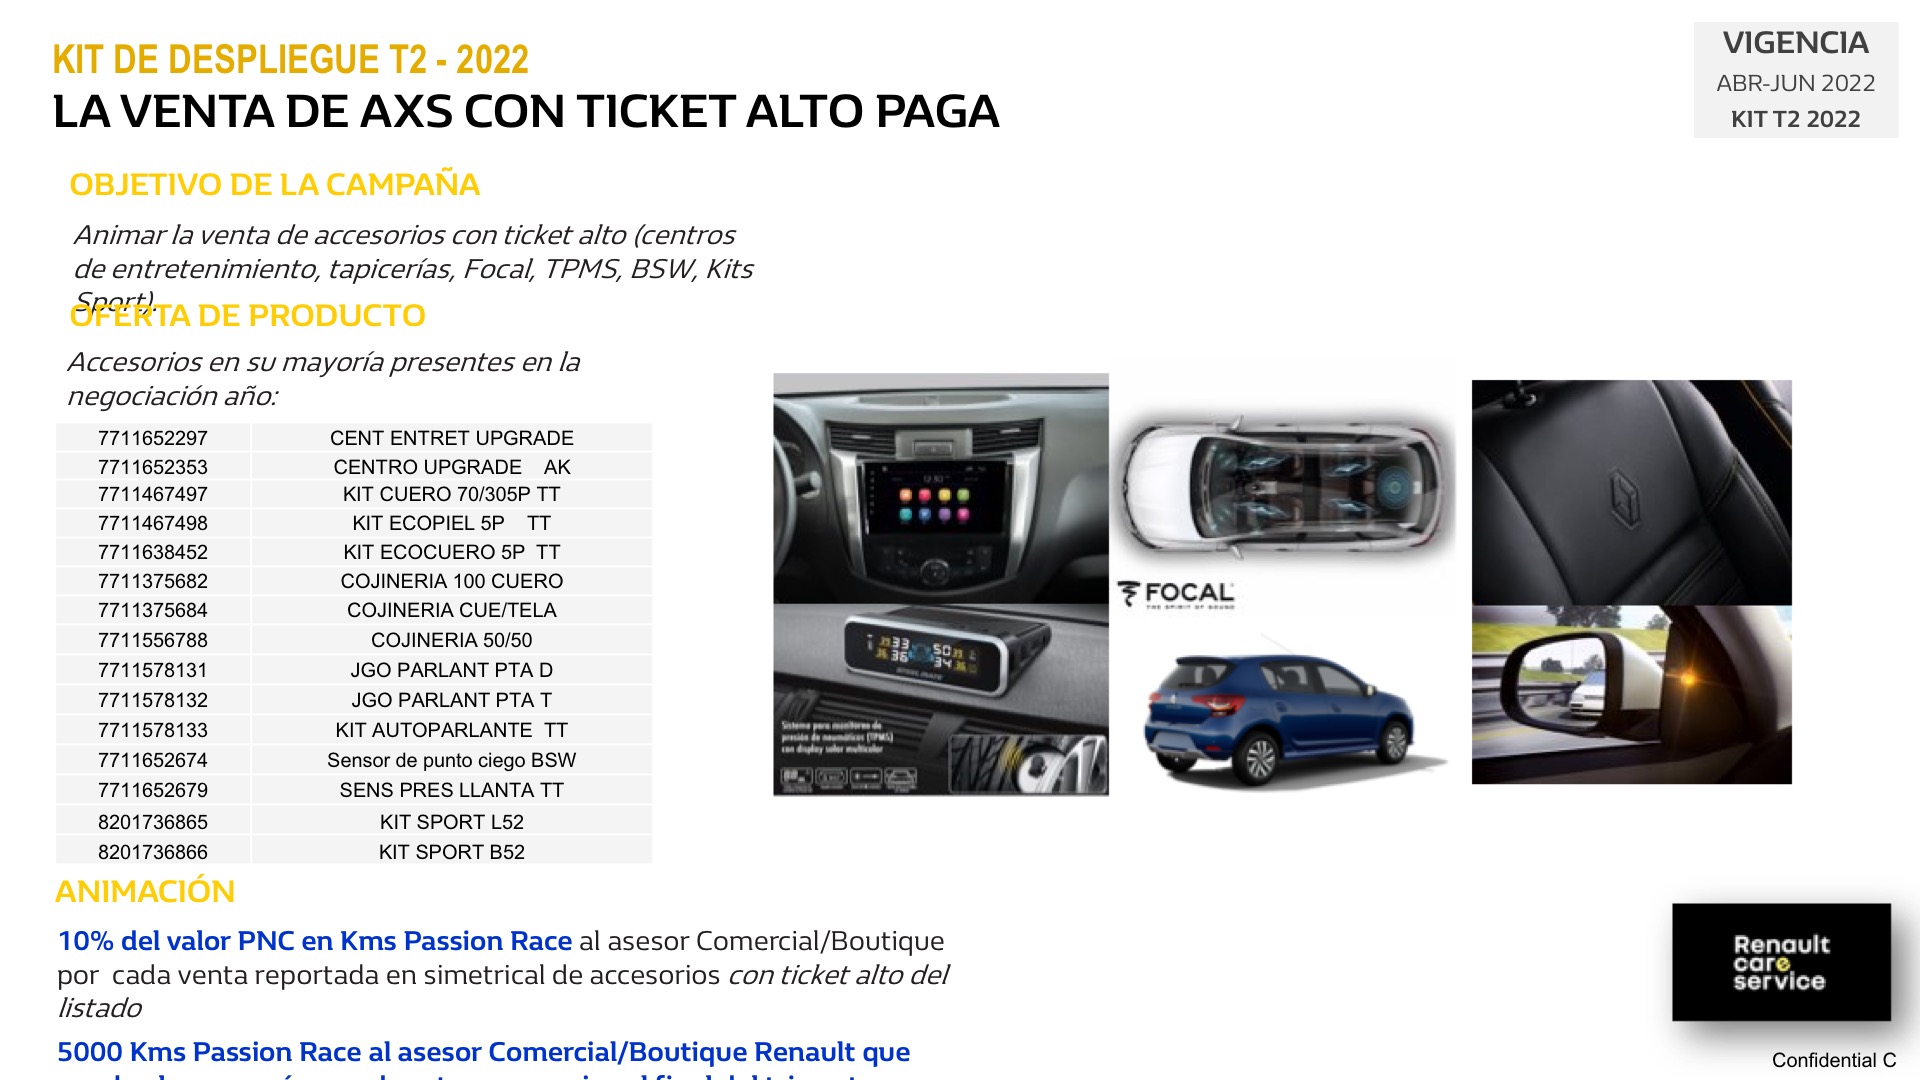 KIT DE DESPLIEGUE T2 - 2022
LA VENTA DE AXS CON TICKET ALTO PAGA
VIGENCIA
ABR-JUN 2022
KIT T2 2022
OBJETIVO DE LA CAMPAÑA
Animar la venta de accesorios con ticket alto (centros
de entretenimiento, tapicerías, Focal, TPMS, BSW, Kits
Sport).
OFERTA DE PRODUCTO
Accesorios en su mayoría presentes en la
negociación año:
7711652297 CENT ENTRET UPGRADE
7711652353 CENTRO UPGRADE AK
7711467497 KIT CUERO 70/305P TT
7711467498 KIT ECOPIEL 5P TT
7711638452 KIT ECOCUERO 5P TT
7711375682 COJINERIA 100 CUERO
7711375684 COJINERIA CUE/TELA
7711556788 COJINERIA 50/50
7711578131 JGO PARLANT PTA D
7711578132 JGO PARLANT PTA T
7711578133 KIT AUTOPARLANTE TT
7711652674 Sensor de punto ciego BSW
7711652679 SENS PRES LLANTA TT
8201736865 KIT SPORT L52
8201736866 KIT SPORT B52
FOCAL
THE SPIRIT OF SOUND
Sistema para monitoreo de
presión de neumáticos (TPMS)
con display solar multicolor
ANIMACIÓN
10% del valor PNC en Kms Passion Race al asesor Comercial/Boutique
por cada venta reportada en simetrical de accesorios con ticket alto del
listado
5000 Kms Passion Race al asesor Comercial/Boutique Renault que
Renault
care
service
Confidential C